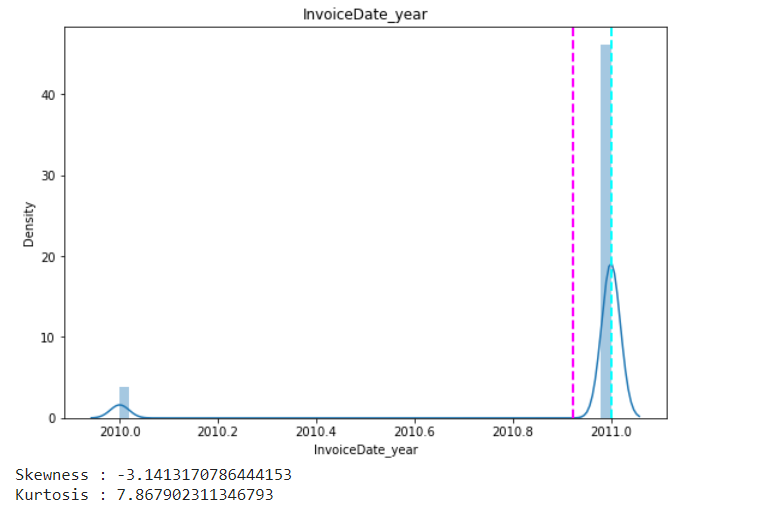 InvoiceDate_year
Density
40
30
20
10
0
2010.0 2010.2 2010.4 2010.6 2010.8 2011.0
InvoiceDate_year
Skewness : -3.1413170786444153
Kurtosis : 7.867902311346793